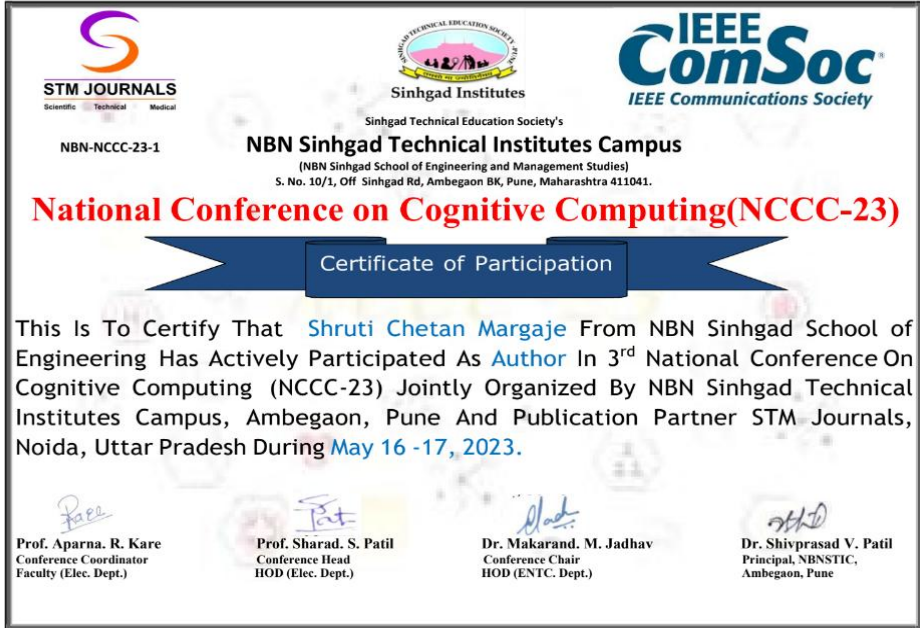 STM JOURNALS
Scientific Technical Medical
NBN-NCCC-23-1
SINHGAD TECHNICAL EDUCATION SOCIETY
Sinhgad Institutes
IEEE
ComSoc
IEEE Communications Society
Sinhgad Technical Education Society's
NBN Sinhgad Technical Institutes Campus
(NBN Sinhgad School of Engineering and Management Studies)
S. No. 10/1, Off Sinhgad Rd, Ambegaon BK, Pune, Maharashtra 411041.
National Conference on Cognitive Computing(NCCC-23)
Certificate of Participation
This Is To Certify That Shruti Chetan Margaje From NBN Sinhgad School of
Engineering Has Actively Participated As Author In 3rd National Conference On
Cognitive Computing (NCCC-23) Jointly Organized By NBN Sinhgad Technical
Institutes Campus, Ambegaon, Pune And Publication Partner STM Journals,
Noida, Uttar Pradesh During May 16 -17, 2023.
Prof. Aparna. R. Kare
Conference Coordinator
Faculty (Elec. Dept.)
Prof. Sharad. S. Patil
Conference Head
HOD (Elec. Dept.)
Dr. Makarand. M. Jadhav
Conference Chair
HOD (ENTC. Dept.)
Dr. Shivprasad V. Patil
Principal, NBNSTIC,
Ambegaon, Pune